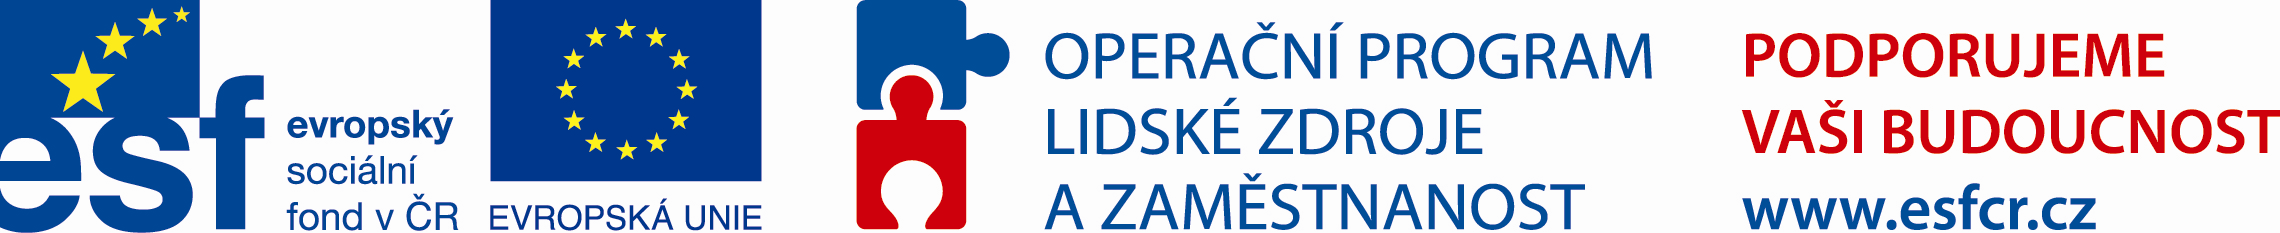 esf
evropský
sociální
fond v ČR
EVROPSKÁ UNIE
OPERAČNÍ PROGRAM
LIDSKÉ ZDROJE
A ZAMĚSTNANOST
PODPORUJEME
VAŠI BUDOUCNOST
www.esfcr.cz